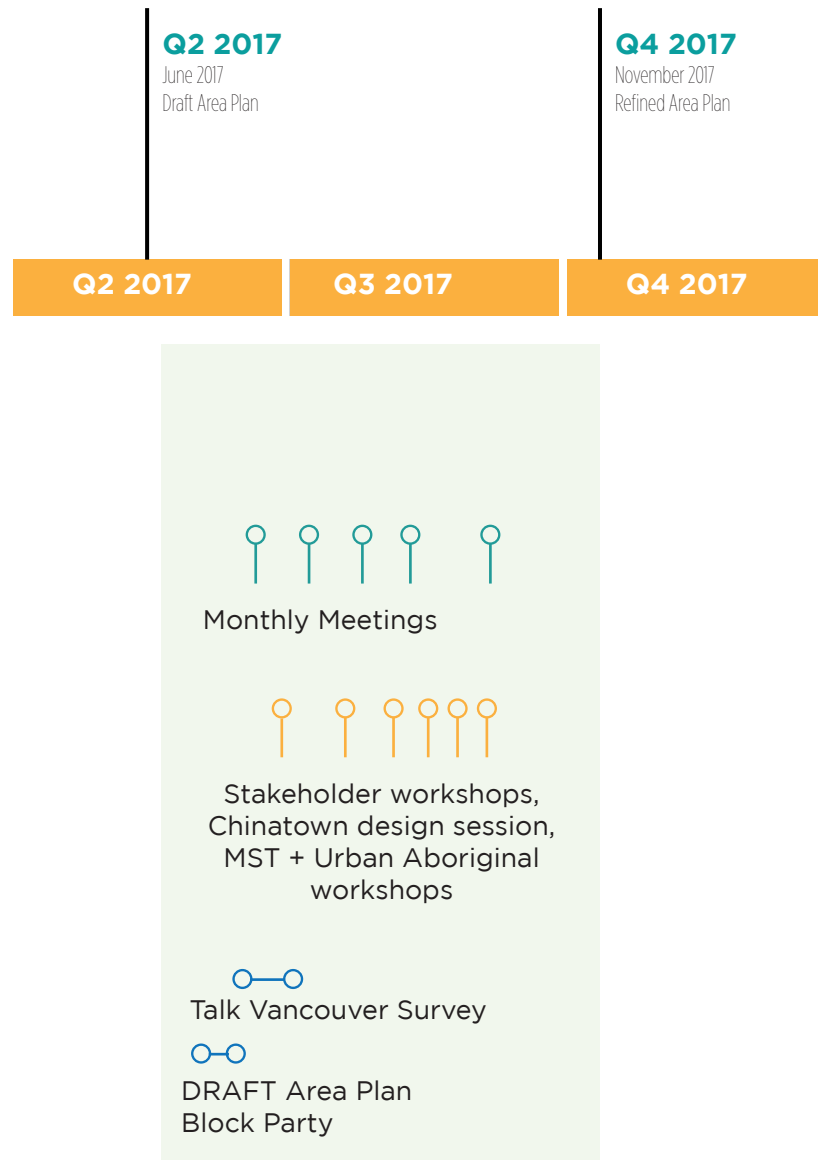 Q2 2017
June 2017
Draft Area Plan
Q4 2017
November 2017
Refined Area Plan
Q2 2017
Q3 2017
Q4 2017
Monthly Meetings
Stakeholder workshops,
Chinatown design session,
MST + Urban Aboriginal
workshops
Talk Vancouver Survey
DRAFT Area Plan
Block Party